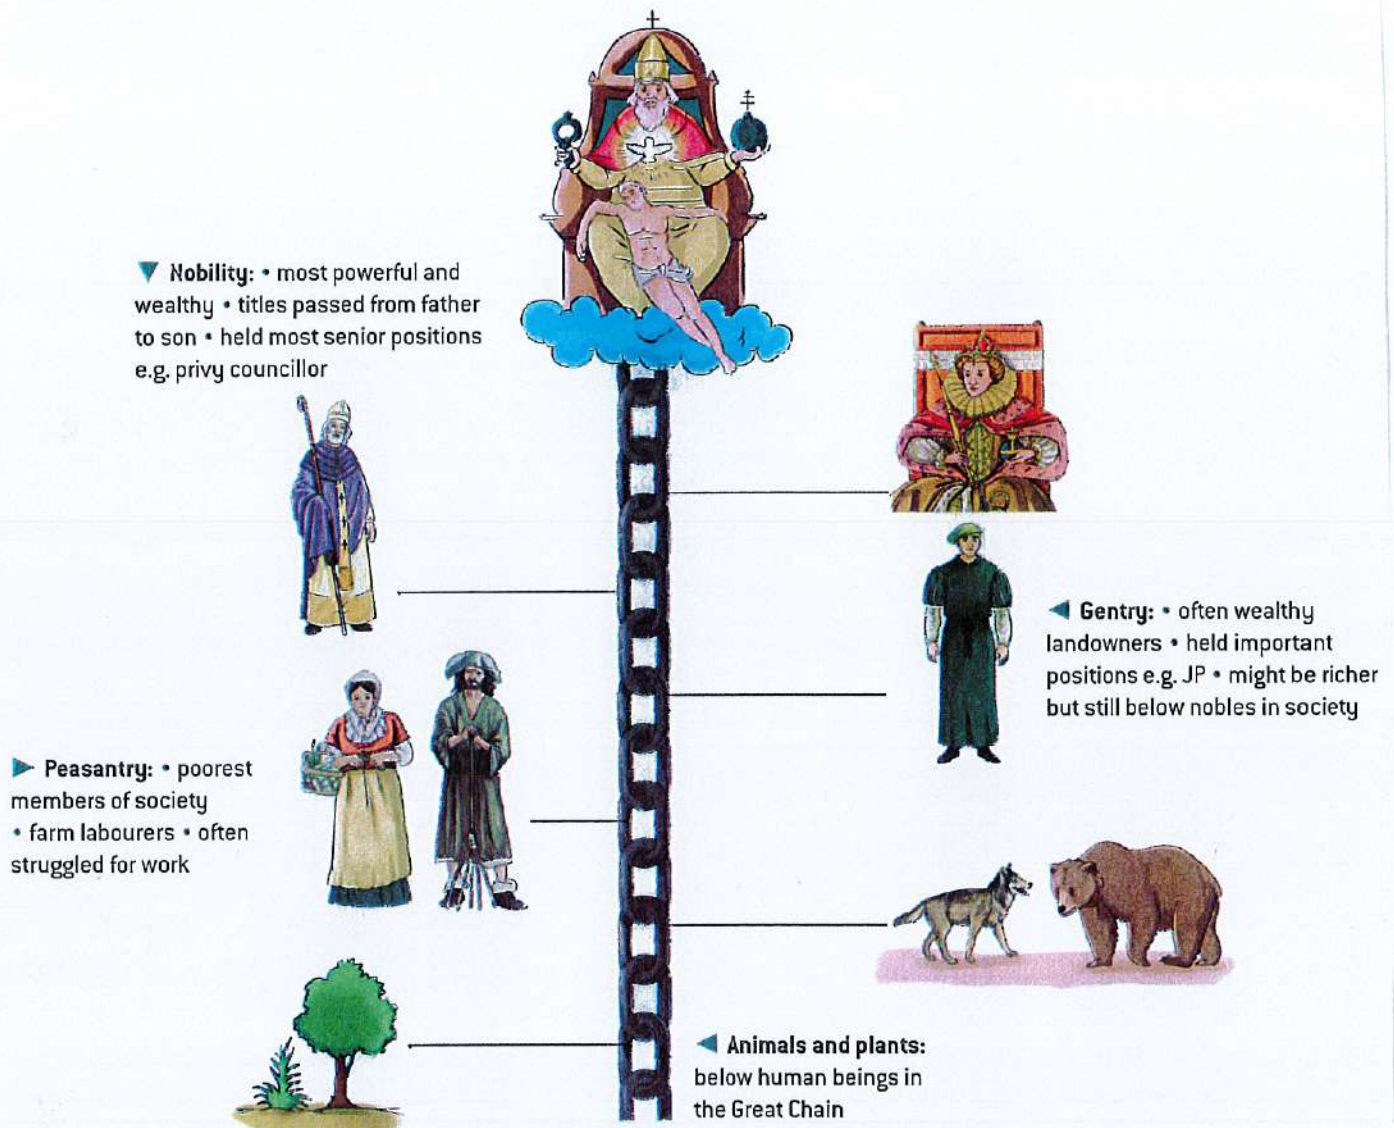 ▼ Nobility: • most powerful and
wealthy • titles passed from father
to son • held most senior positions
e.g. privy councillor
◄ Gentry: • often wealthy
landowners • held important
positions e.g. JP • might be richer
but still below nobles in society
► Peasantry: • poorest
members of society
• farm labourers • often
struggled for work
◄ Animals and plants:
below human beings in
the Great Chain